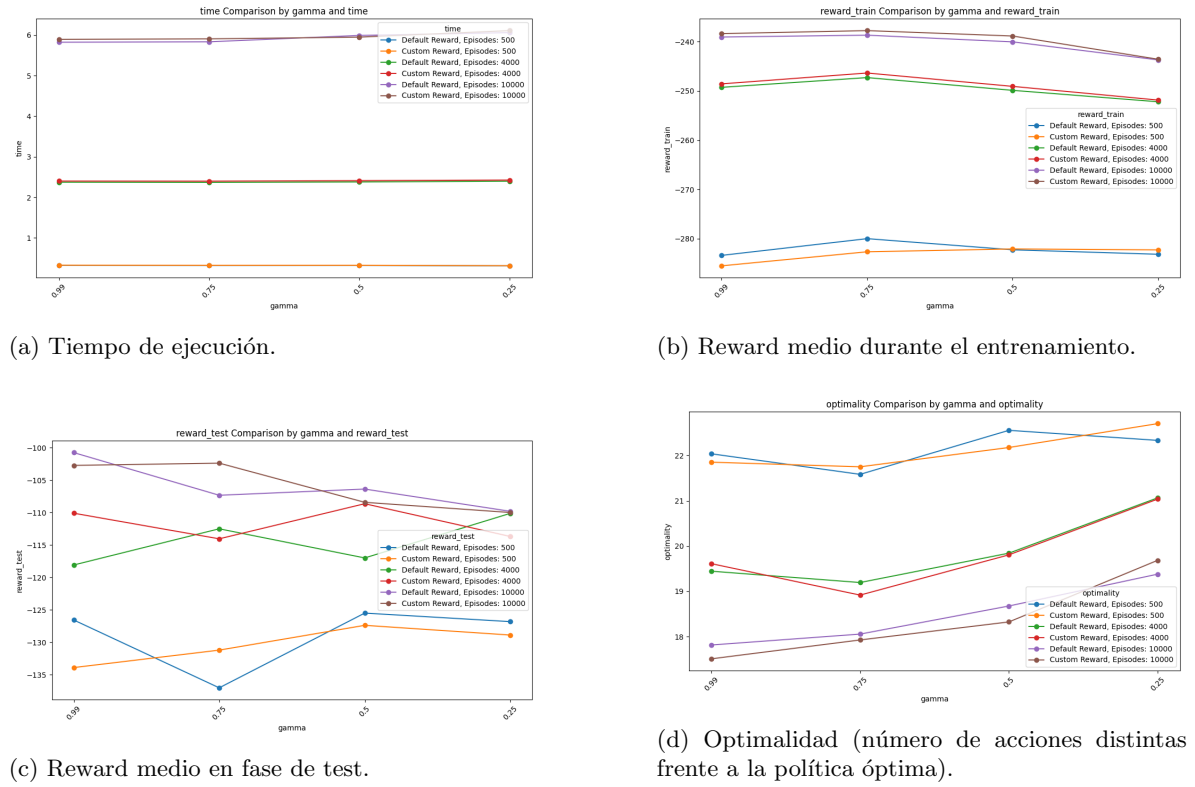 time Comparison by gamma and time
time
6
5
4
3
2
1
time
Default Reward, Episodes: 500
Custom Reward, Episodes: 500
Default Reward, Episodes: 4000
Custom Reward, Episodes: 4000
Default Reward, Episodes: 10000
Custom Reward, Episodes: 10000
0.99
0.75
0.5
0.25
gamma
(a) Tiempo de ejecución.
reward_train Comparison by gamma and reward_train
reward_train
−240
−250
−260
−270
−280
reward_train
Default Reward, Episodes: 500
Custom Reward, Episodes: 500
Default Reward, Episodes: 4000
Custom Reward, Episodes: 4000
Default Reward, Episodes: 10000
Custom Reward, Episodes: 10000
0.99
0.75
0.5
0.25
gamma
(b) Reward medio durante el entrenamiento.
reward_test Comparison by gamma and reward_test
reward_test
−100
−105
−110
−115
−120
−125
−130
−135
reward_test
Default Reward, Episodes: 500
Custom Reward, Episodes: 500
Default Reward, Episodes: 4000
Custom Reward, Episodes: 4000
Default Reward, Episodes: 10000
Custom Reward, Episodes: 10000
0.99
0.75
0.5
0.25
gamma
(c) Reward medio en fase de test.
optimality Comparison by gamma and optimality
optimality
22
21
20
19
18
optimality
Default Reward, Episodes: 500
Custom Reward, Episodes: 500
Default Reward, Episodes: 4000
Custom Reward, Episodes: 4000
Default Reward, Episodes: 10000
Custom Reward, Episodes: 10000
0.99
0.75
0.5
0.25
gamma
(d) Optimalidad (número de acciones distintas
frente a la política óptima).